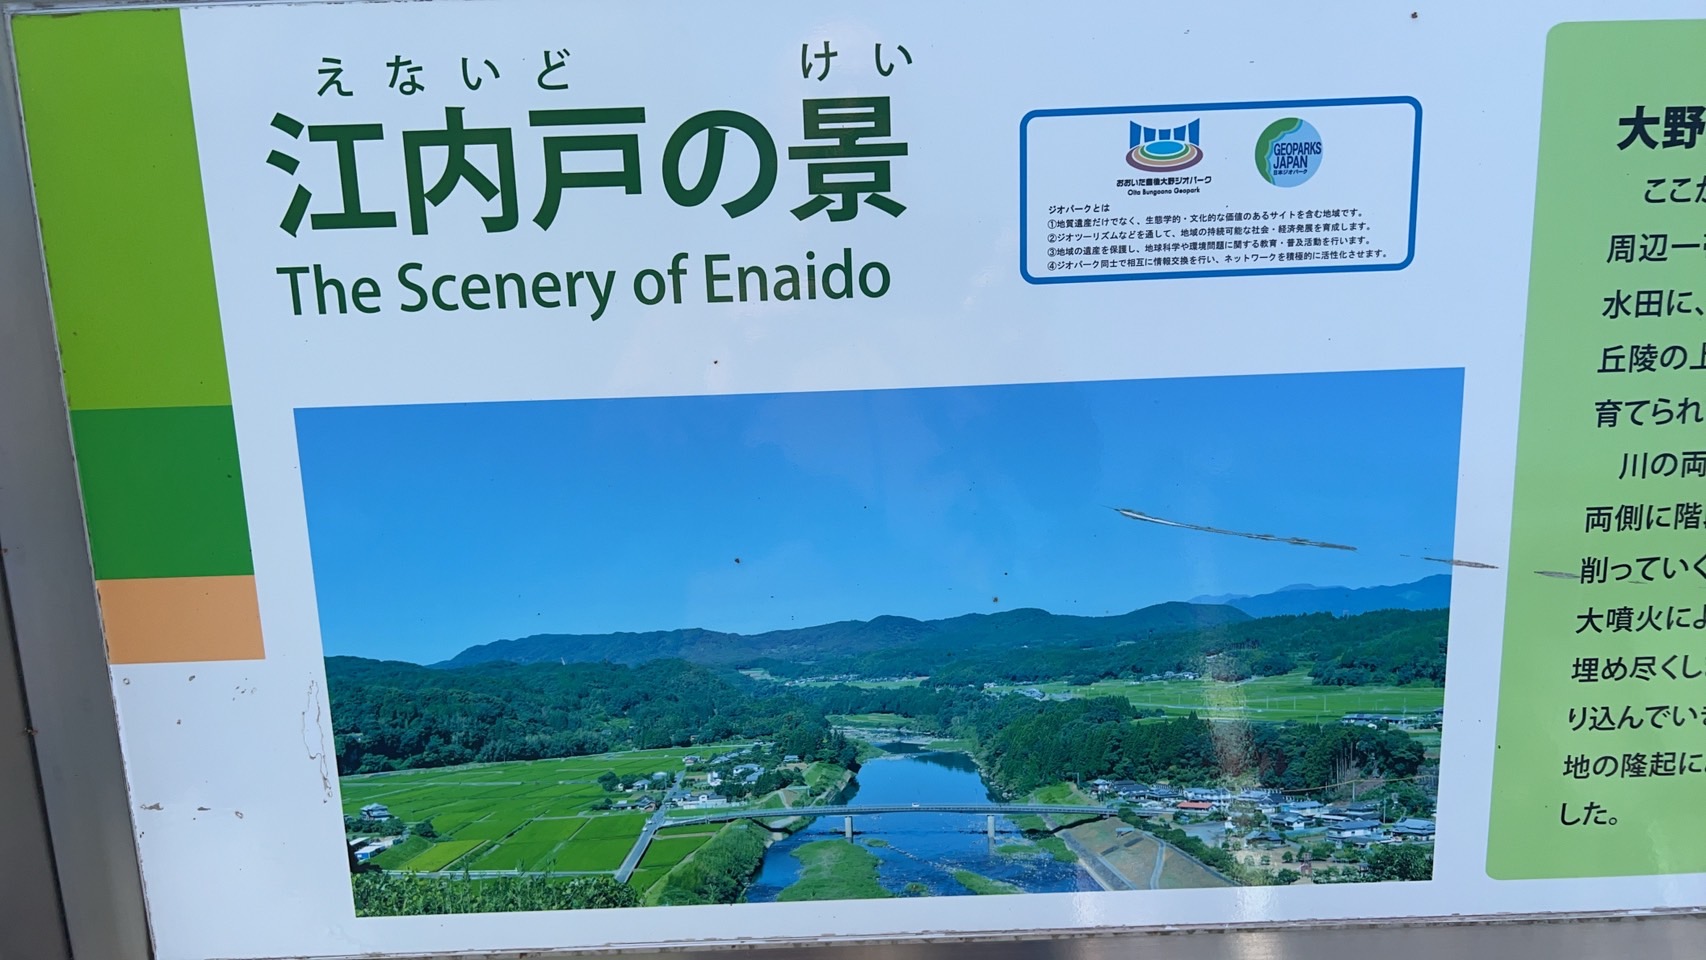 えないど けい
江内戸の景
The Scenery of Enaido
おおいた豊後大野ジオパーク
Oita Bungoono Geopark
GEOPARKS
JAPAN
日本ジオパーク
ジオパークとは
①地質遺産だけでなく、生態学的・文化的な価値のあるサイトを含む地域です。
②ジオツーリズムなどを通して、地域の持続可能な社会・経済発展を育成します。
③地域の遺産を保護し、地球科学や環境問題に関する教育・普及活動を行います。
④ジオパーク同士で相互に情報交換を行い、ネットワークを積極的に活性化させます。
大野
ここか
周辺一
水田に、
丘陵の上
育てられ
川の両
両側に階
削っていく
大噴火によ
埋め尽くし
り込んでい
地の隆起に
した。